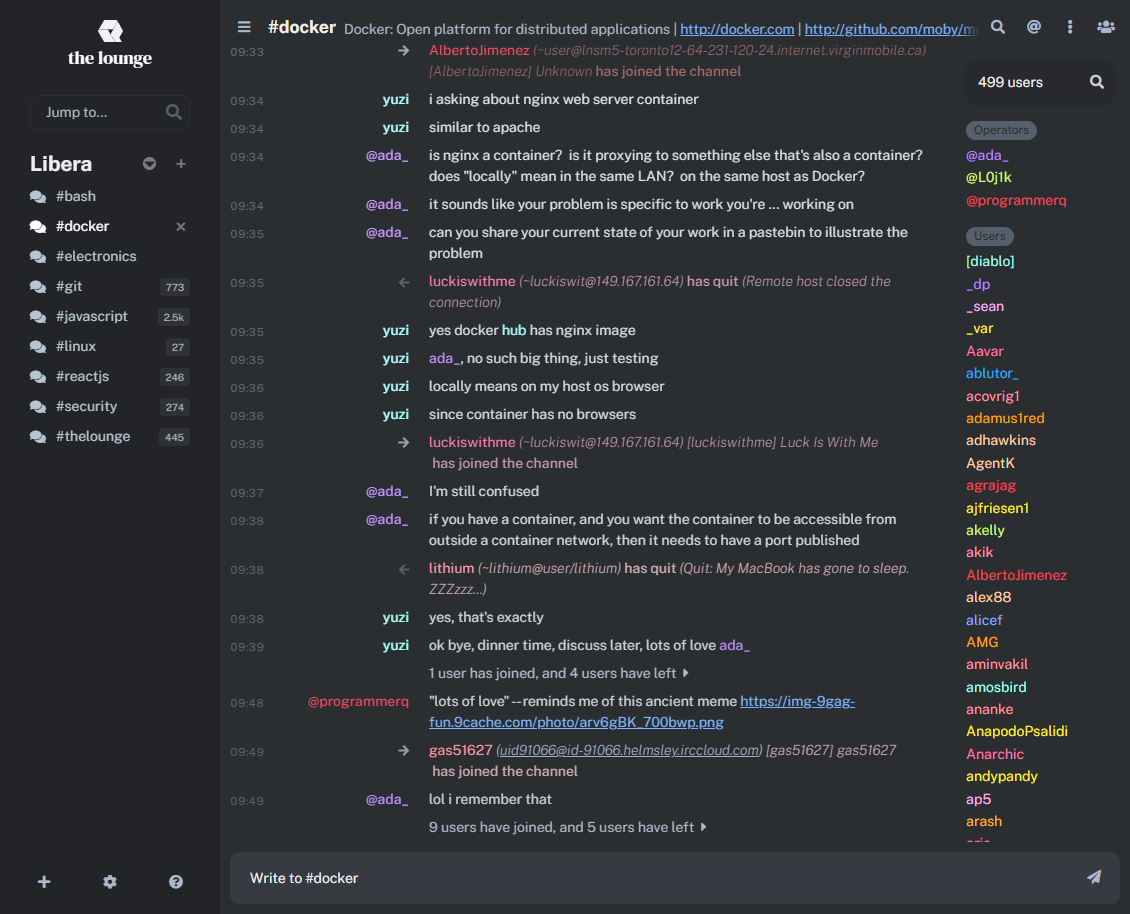 the lounge
Jump to...
Libera
#bash
#docker
#electronics
#git 773
#javascript 2.5k
#linux 27
#reactjs 246
#security 274
#thelounge 445
#docker Docker: Open platform for distributed applications | http://docker.com | http://github.com/moby/m
09:33 AlbertoJimenez (~user@lnsm5-toronto12-64-231-120-24.internet.virginmobile.ca)
[AlbertoJimenez] Unknown has joined the channel
09:34 yuzi i asking about nginx web server container
09:34 yuzi similar to apache
09:34 @ada_ is nginx a container?  is it proxying to something else that's also a container?
does "locally" mean in the same LAN?  on the same host as Docker?
09:34 @ada_ it sounds like your problem is specific to work you're ... working on
09:35 @ada_ can you share your current state of your work in a pastebin to illustrate the
problem
09:35 luckiswithme (~luckiswit@149.167.161.64) has quit (Remote host closed the
connection)
09:35 yuzi yes docker hub has nginx image
09:35 yuzi ada_, no such big thing, just testing
09:36 yuzi locally means on my host os browser
09:36 yuzi since container has no browsers
09:36 luckiswithme (~luckiswit@149.167.161.64) [luckiswithme] Luck Is With Me
has joined the channel
09:37 @ada_ I'm still confused
09:38 @ada_ if you have a container, and you want the container to be accessible from
outside a container network, then it needs to have a port published
09:38 lithium (~lithium@user/lithium) has quit (Quit: My MacBook has gone to sleep.
ZZZzzz…)
09:38 yuzi yes, that's exactly
09:39 yuzi ok bye, dinner time, discuss later, lots of love ada_
1 user has joined, and 4 users have left
09:48 @programmerq "lots of love" -- reminds me of this ancient meme https://img-9gag-
fun.9cache.com/photo/arv6gBK_700bwp.png
09:49 gas51627 (uid91066@id-91066.helmsley.irccloud.com) [gas51627] gas51627
has joined the channel
09:49 @ada_ lol i remember that
9 users have joined, and 5 users have left
Write to #docker
499 users
Operators
@ada_
@L0j1k
@programmerq
Users
[diablo]
_dp
_sean
_var
Aavar
ablutor_
acovrig1
adamus1red
adhawkins
AgentK
agrajag
ajfriesen1
akelly
akik
AlbertoJimenez
alex88
alicef
AMG
aminvakil
amosbird
ananke
AnapodoPsalidi
Anarchic
andypandy
ap5
arash